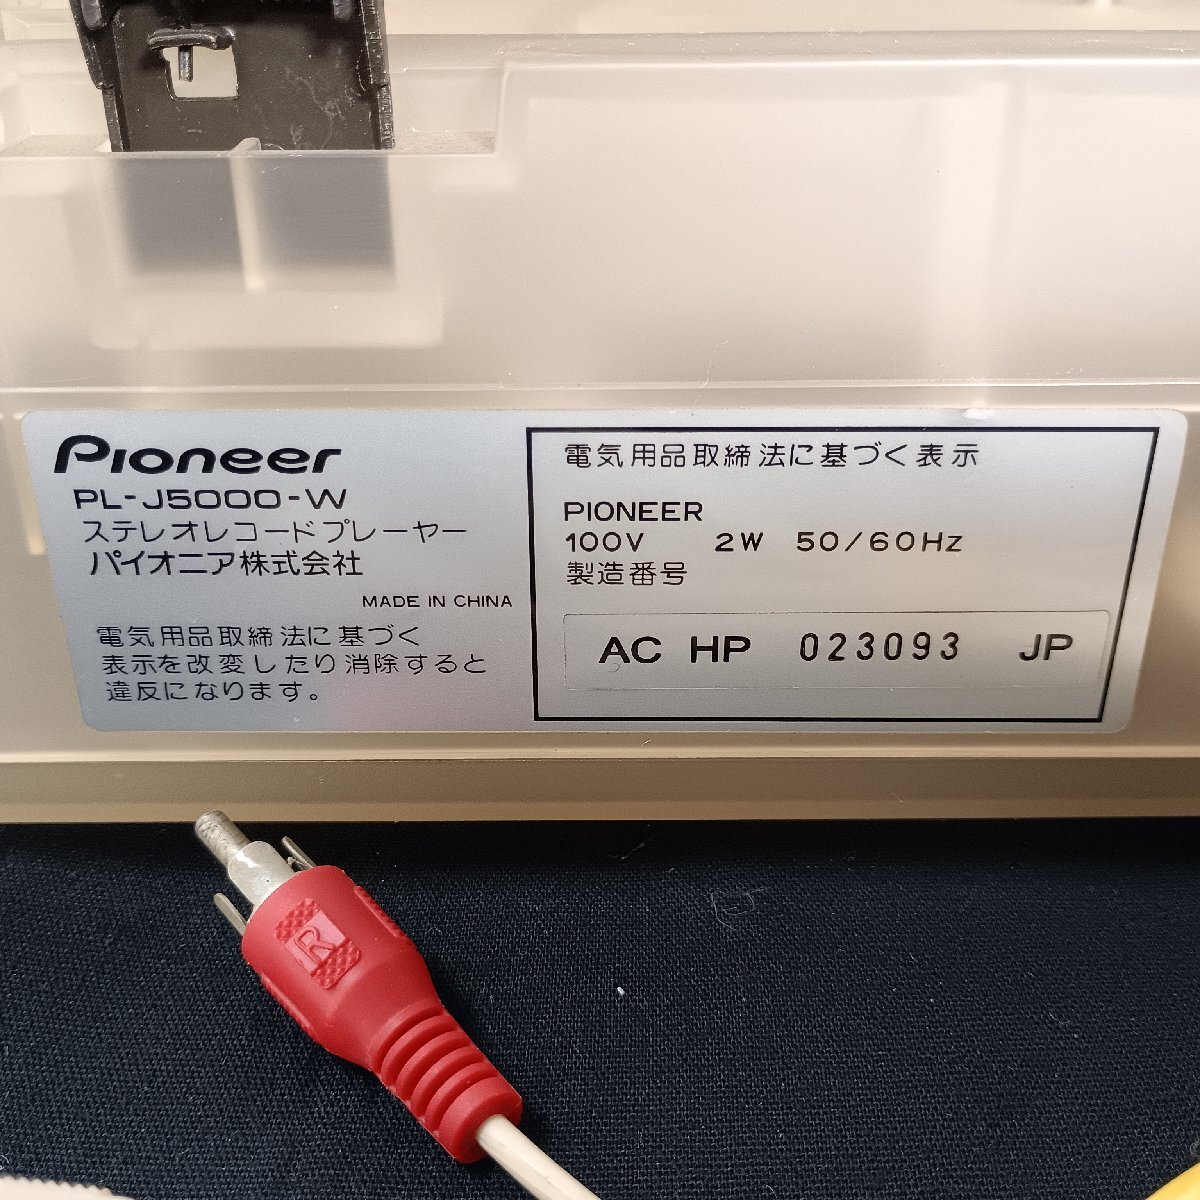 Pioneer
PL-J5000-W
ステレオレコードプレーヤー
パイオニア株式会社
MADE IN CHINA
電気用品取締法に基づく
表示を改変したり消除すると
違反になります。
電気用品取締法に基づく表示
PIONEER
100V 2W 50/60Hz
製造番号
AC HP 023093 JP
R